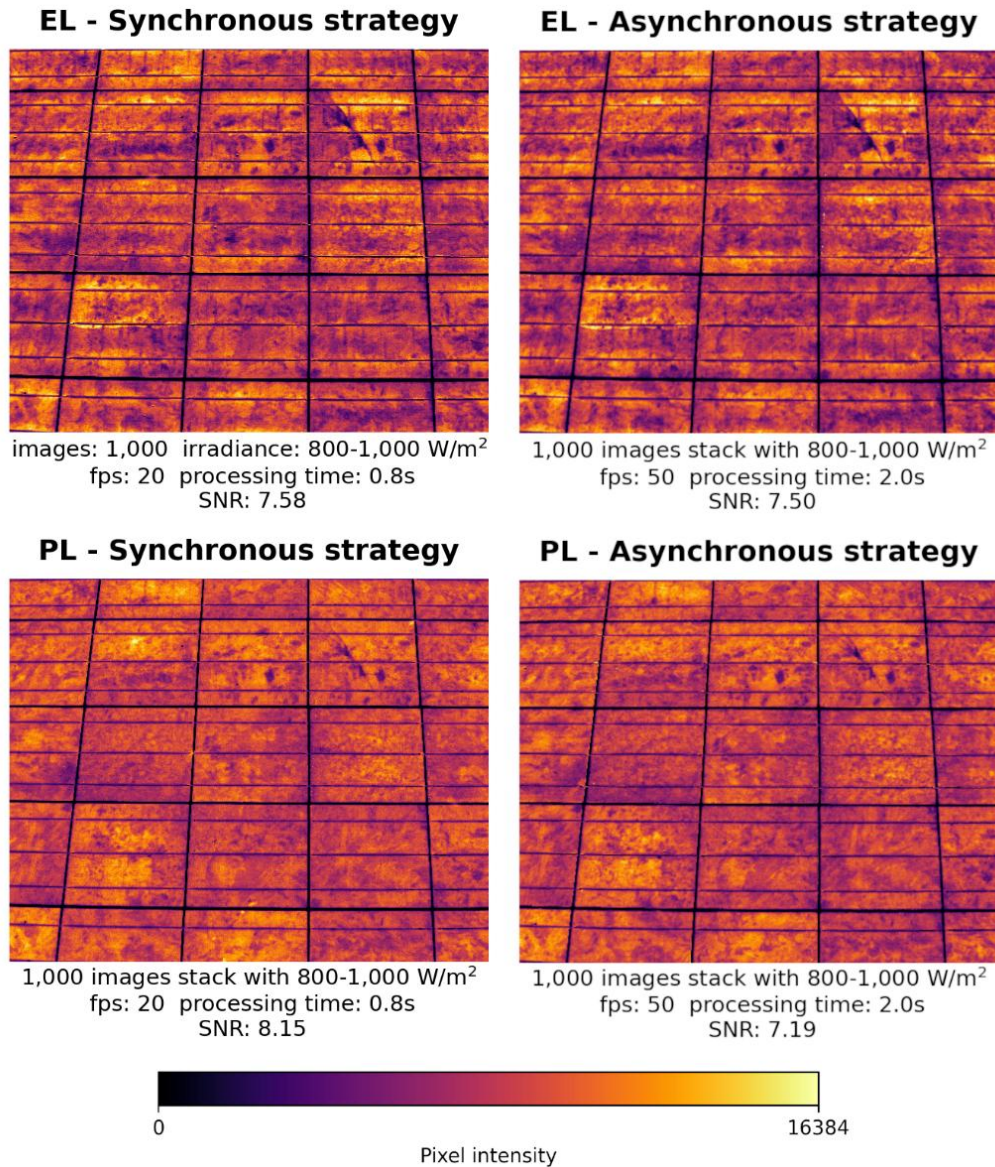 EL - Synchronous strategy
EL - Asynchronous strategy
images: 1,000  irradiance: 800-1,000 W/m²
fps: 20  processing time: 0.8s
SNR: 7.58
1,000 images stack with 800-1,000 W/m²
fps: 50  processing time: 2.0s
SNR: 7.50
PL - Synchronous strategy
PL - Asynchronous strategy
1,000 images stack with 800-1,000 W/m²
fps: 20  processing time: 0.8s
SNR: 8.15
1,000 images stack with 800-1,000 W/m²
fps: 50  processing time: 2.0s
SNR: 7.19
0
16384
Pixel intensity